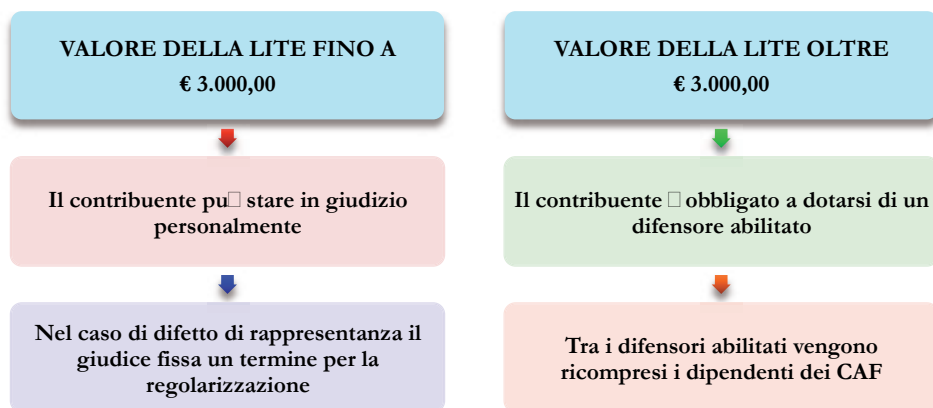 VALORE DELLA LITE FINO A
€ 3.000,00
Il contribuente pu□ stare in giudizio
personalmente
Nel caso di difetto di rappresentanza il
giudice fissa un termine per la
regolarizzazione
VALORE DELLA LITE OLTRE
€ 3.000,00
Il contribuente □ obbligato a dotarsi di un
difensore abilitato
Tra i difensori abilitati vengono
ricompresi i dipendenti dei CAF